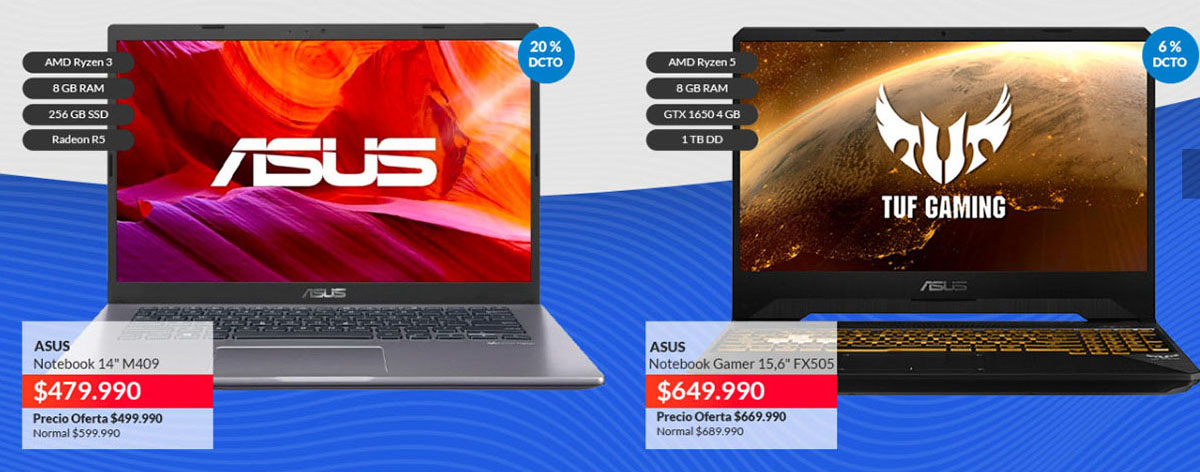 20 %
DCTO
AMD Ryzen 3
8 GB RAM
256 GB SSD
Radeon R5
ASUS
ASUS
ASUS
Notebook 14" M409
$479.990
Precio Oferta $499.990
Normal $599.990
6 %
DCTO
AMD Ryzen 5
8 GB RAM
GTX 1650 4 GB
1 TB DD
TUF
TUF GAMING
ASUS
ASUS
Notebook Gamer 15,6" FX505
$649.990
Precio Oferta $669.990
Normal $689.990